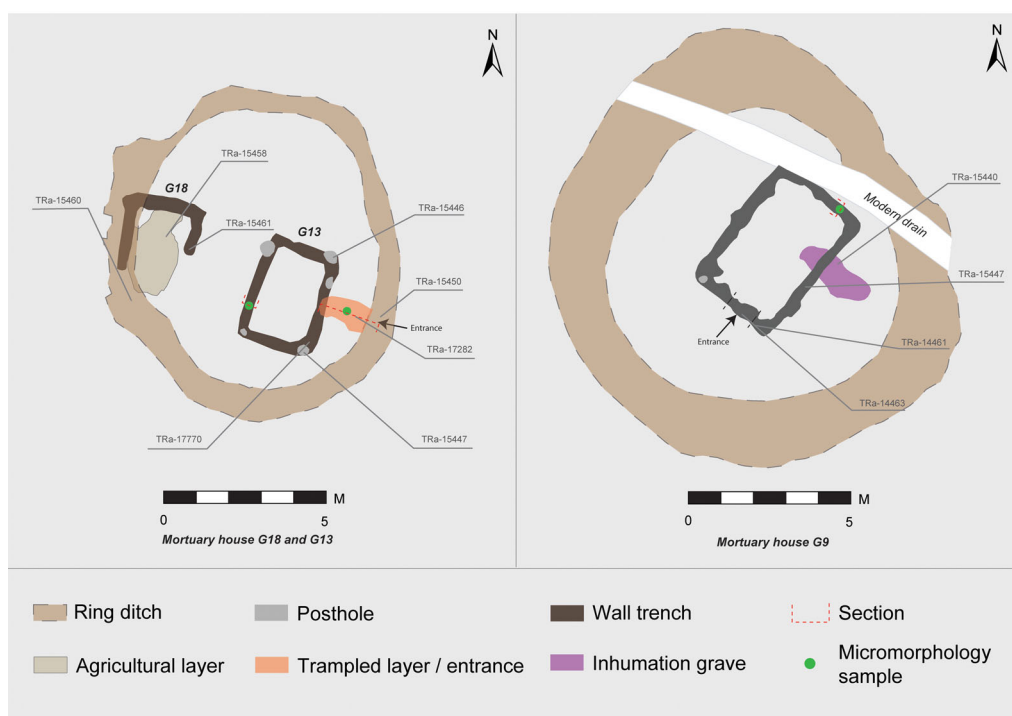 N
G18
TRa-15458
TRa-15460
TRa-15461
TRa-15446
G13
TRa-15450
Entrance
TRa-17282
TRa-17770
TRa-15447
M
0 5
Mortuary house G18 and G13
N
TRa-15440
Modern drain
TRa-15447
Entrance
TRa-14461
TRa-14463
M
0 5
Mortuary house G9
Ring ditch
Posthole
Wall trench
Section
Agricultural layer
Trampled layer / entrance
Inhumation grave
Micromorphology
sample